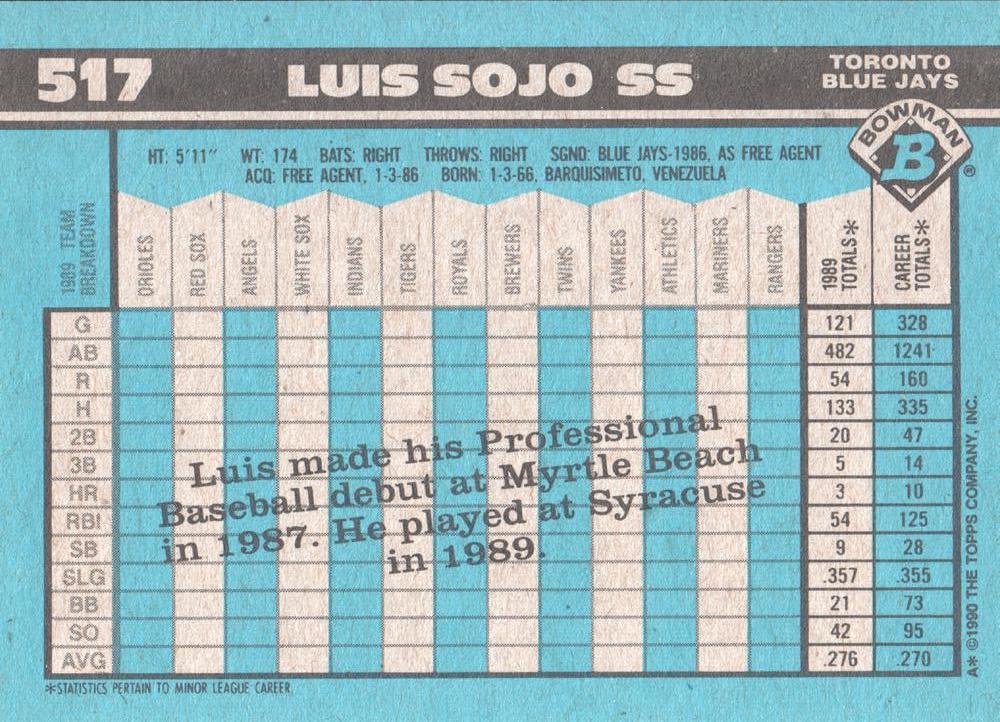 517 LUIS SOJO SS TORONTO
BLUE JAYS
BOWMAN
B
®
HT: 5'11" WT: 174 BATS: RIGHT THROWS: RIGHT SGND: BLUE JAYS-1986, AS FREE AGENT
ACQ: FREE AGENT, 1-3-86 BORN: 1-3-66, BARQUISIMETO, VENEZUELA
1989 TEAM
BREAKDOWN
ORIOLES
RED SOX
ANGELS
WHITE SOX
INDIANS
TIGERS
ROYALS
BREWERS
TWINS
YANKEES
ATHLETICS
MARINERS
RANGERS
1989
TOTALS*
CAREER
TOTALS*
G 121 328
AB 482 1241
R 54 160
H 133 335
2B 20 47
3B 5 14
HR 3 10
RBI 54 125
SB 9 28
SLG .357 .355
BB 21 73
SO 42 95
AVG .276 .270
Luis made his Professional
Baseball debut at Myrtle Beach
in 1987. He played at Syracuse
in 1989.
*STATISTICS PERTAIN TO MINOR LEAGUE CAREER
A* ©1990 THE TOPPS COMPANY, INC.